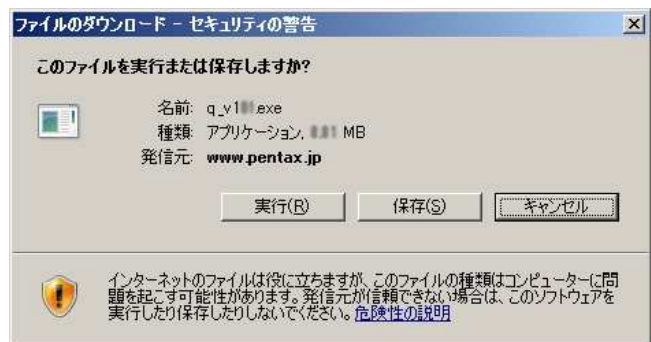 ファイルのダウンロード - セキュリティの警告
このファイルを実行または保存しますか?
名前:
種類: アプリケーション, MB
発信元: www.pentax.jp
実行(R) 保存(S) キャンセル
インターネットのファイルは役に立ちますが、このファイルの種類はコンピューターに問
題を起こす可能性があります。発信元が信頼できない場合は、このソフトウェアを
実行したり保存したりしないでください。危険性の説明